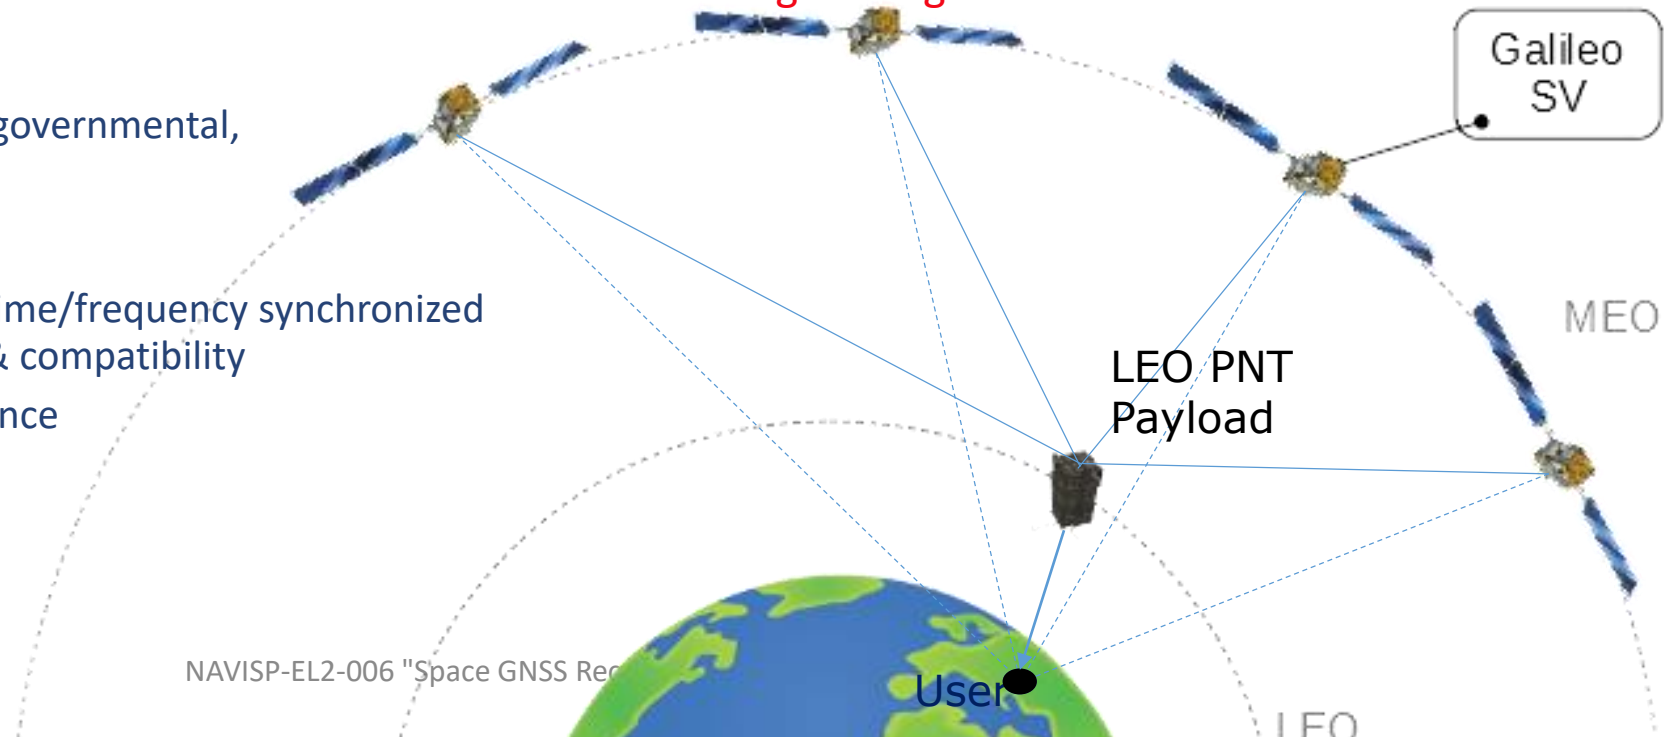 Galileo
SV
governmental,
me/frequency synchronized
& compatibility
nce
MEO
LEO PNT
Payload
NAVISP-EL2-006 "Space GNSS Rec
User
LEO